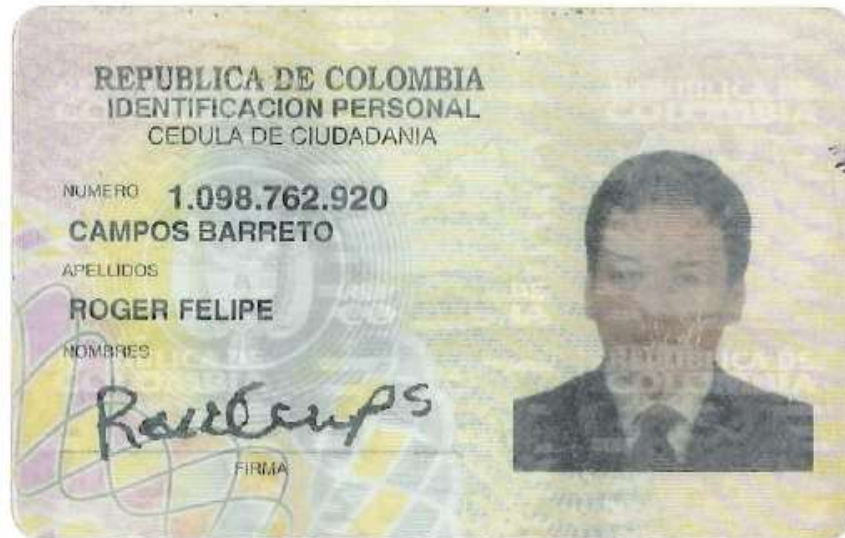 REPUBLICA DE COLOMBIA
IDENTIFICACION PERSONAL
CEDULA DE CIUDADANIA
NUMERO 1.098.762.920
CAMPOS BARRETO
APELLIDOS
ROGER FELIPE
NOMBRES
FIRMA